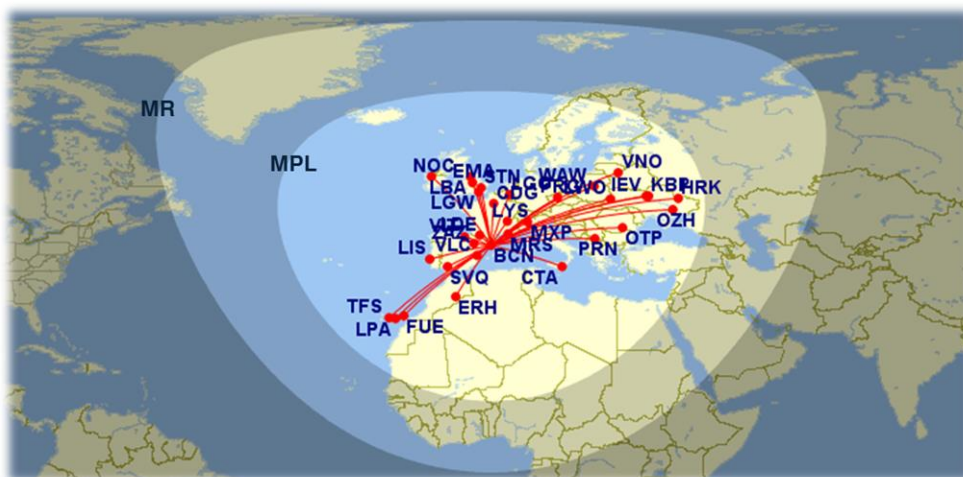 MR
MPL
NOC
EMA
STN
WAW
VNO
LBA
CDG
IEV
KBP
HRK
LGW
LYS
OZH
MXP
OTP
LIS
VLC
MRS
PRN
BCN
SVQ
CTA
TFS
ERH
LPA
FUE